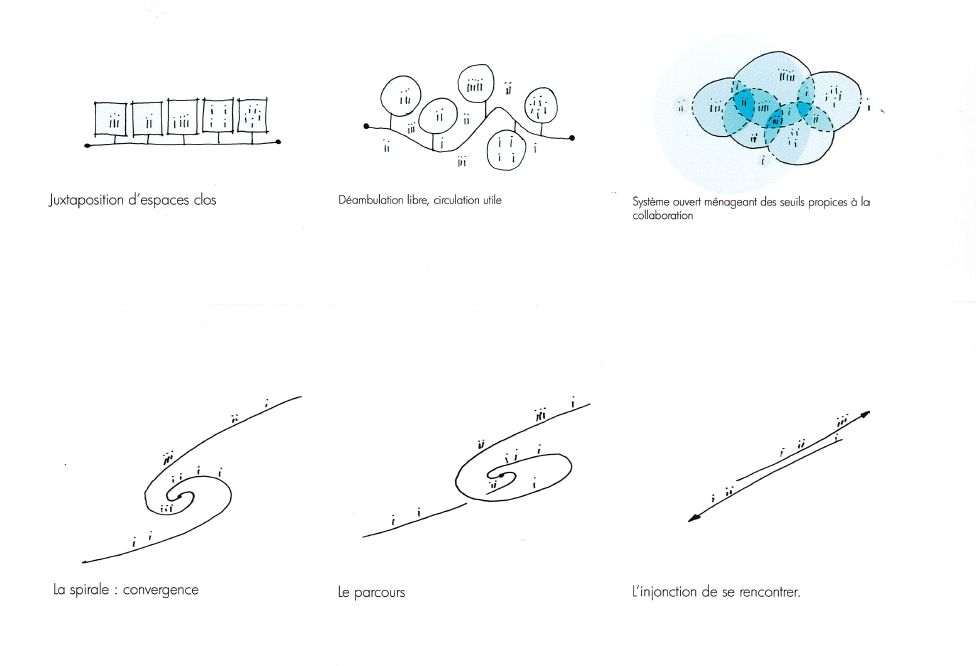 Juxtaposition d'espaces clos
Déambulation libre, circulation utile
Système ouvert ménageant des seuils propices à la
collaboration
La spirale : convergence
Le parcours
L'injonction de se rencontrer.